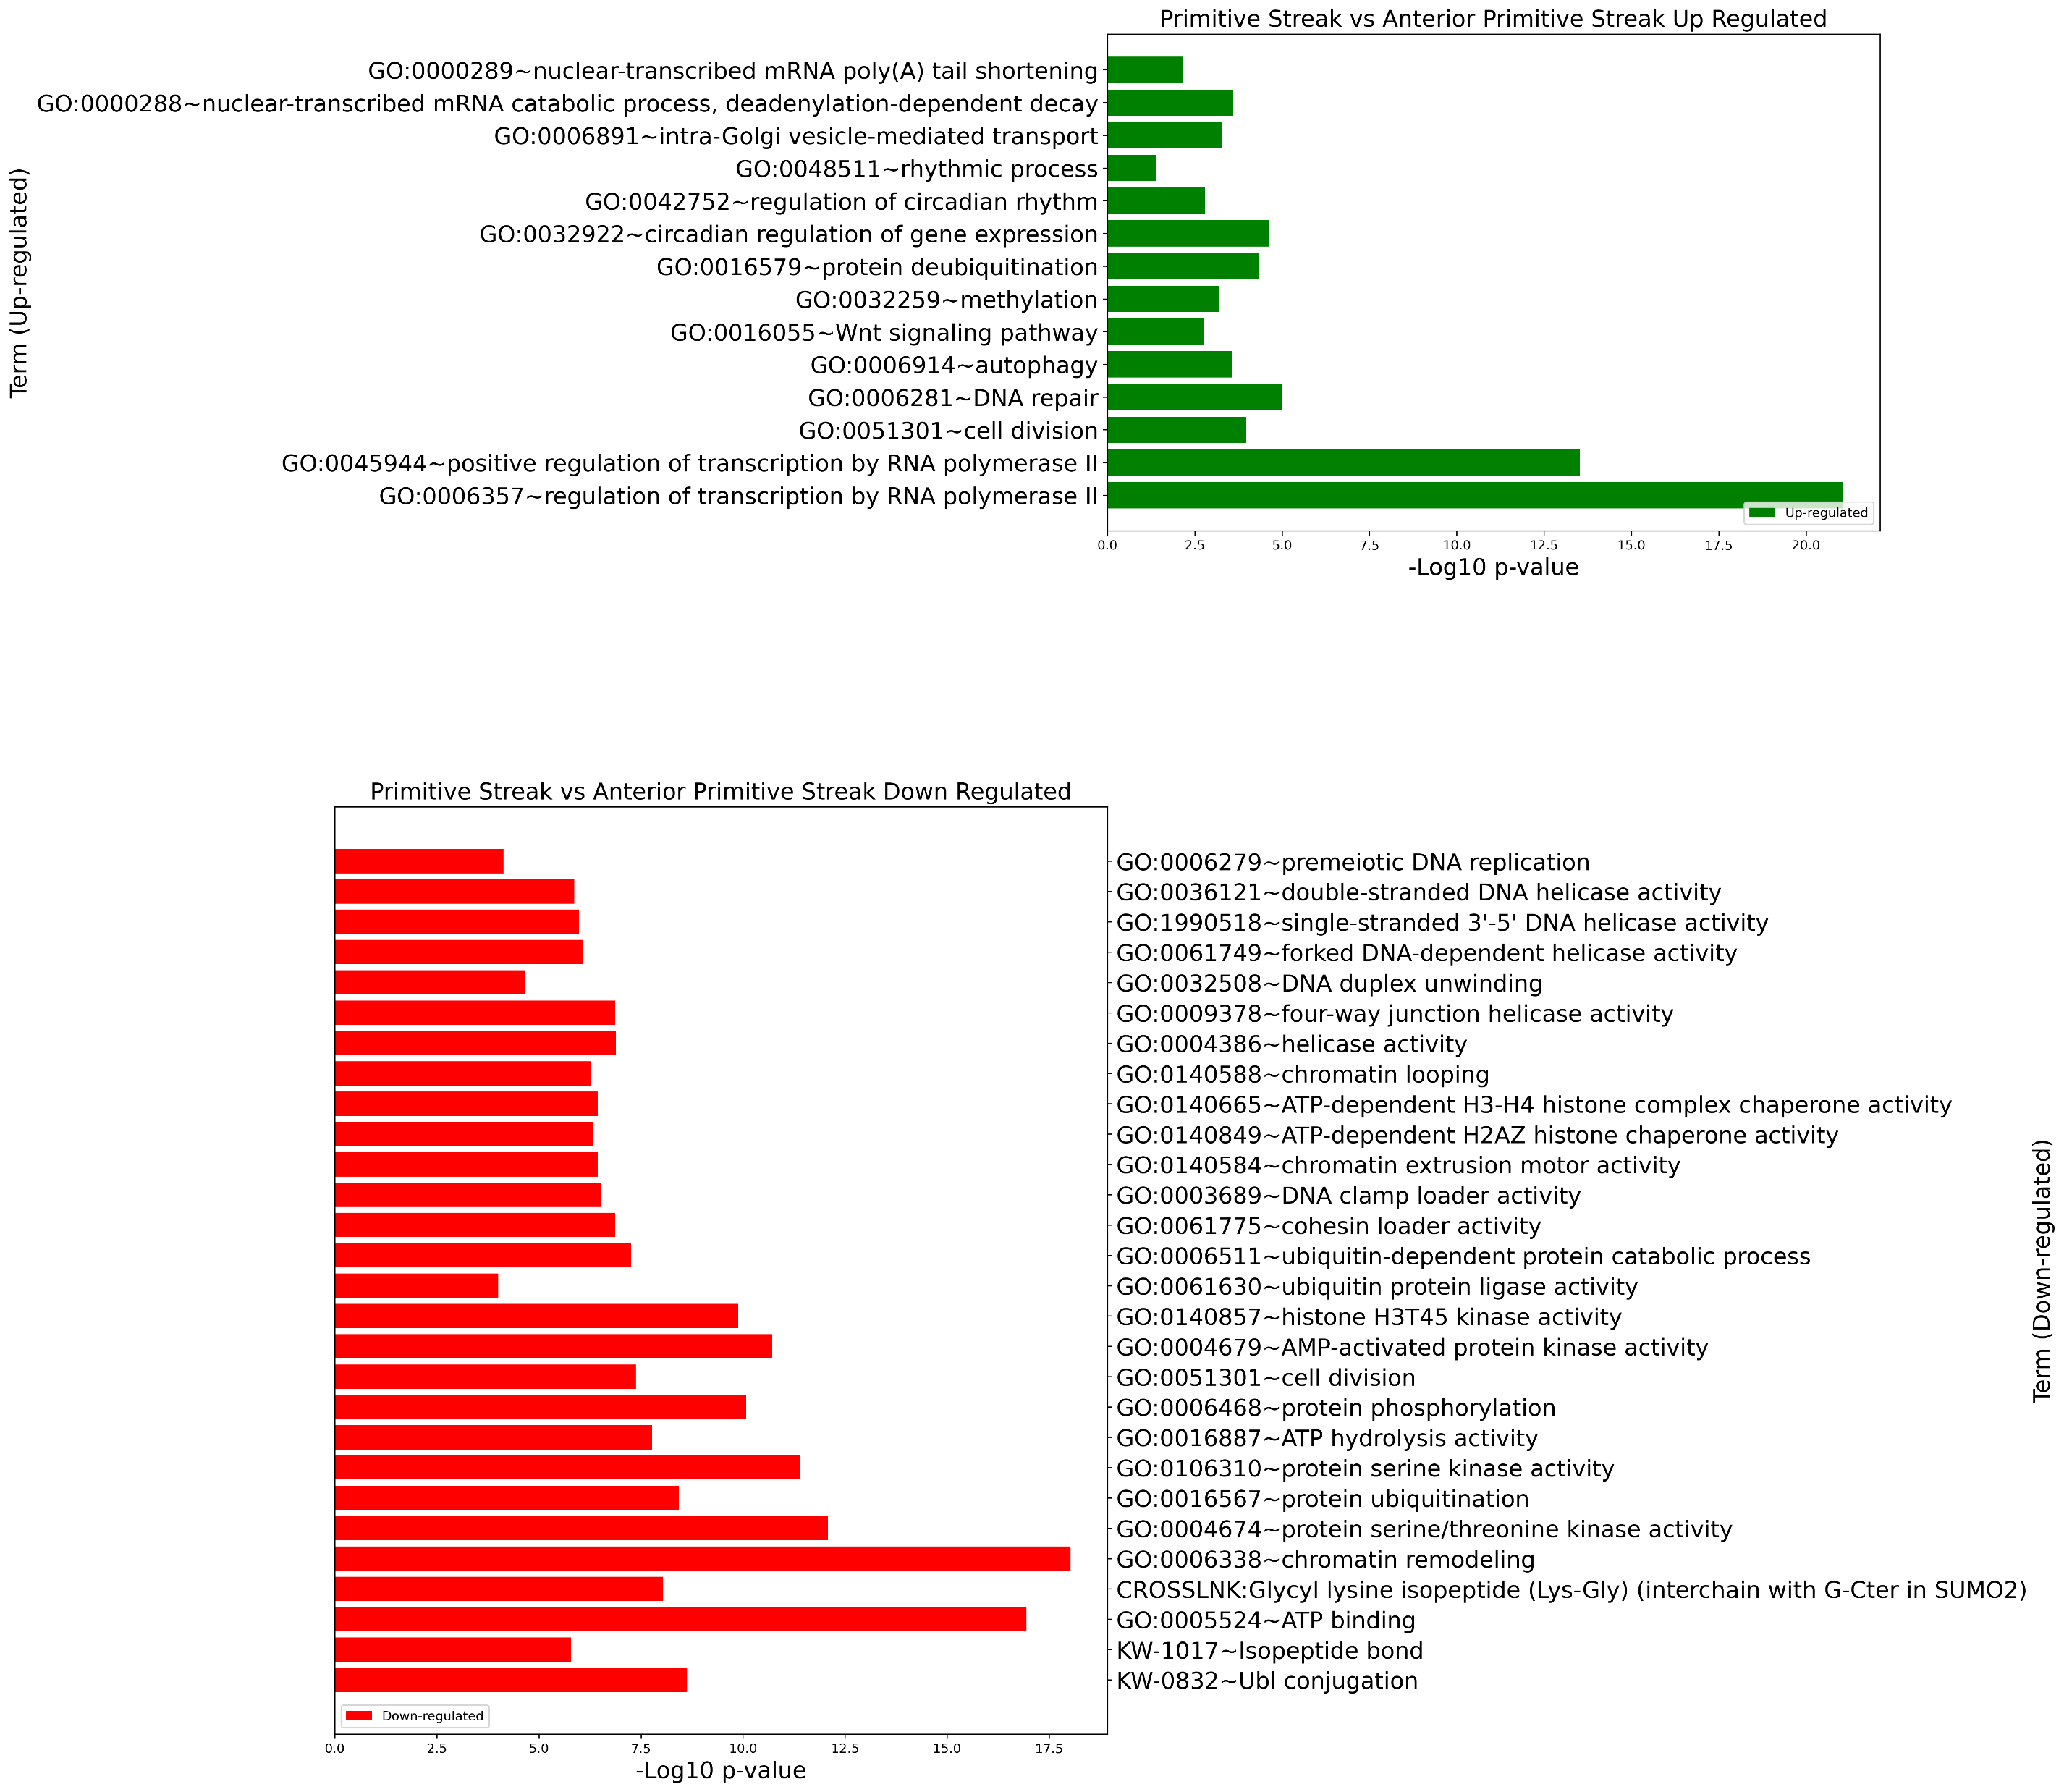 Primitive Streak vs Anterior Primitive Streak Up Regulated
Term (Up-regulated)
GO:0000289~nuclear-transcribed mRNA poly(A) tail shortening
GO:0000288~nuclear-transcribed mRNA catabolic process, deadenylation-dependent decay
GO:0006891~intra-Golgi vesicle-mediated transport
GO:0048511~rhythmic process
GO:0042752~regulation of circadian rhythm
GO:0032922~circadian regulation of gene expression
GO:0016579~protein deubiquitination
GO:0032259~methylation
GO:0016055~Wnt signaling pathway
GO:0006914~autophagy
GO:0006281~DNA repair
GO:0051301~cell division
GO:0045944~positive regulation of transcription by RNA polymerase II
GO:0006357~regulation of transcription by RNA polymerase II
Up-regulated
0.0 2.5 5.0 7.5 10.0 12.5 15.0 17.5 20.0
-Log10 p-value
Primitive Streak vs Anterior Primitive Streak Down Regulated
GO:0006279~premeiotic DNA replication
GO:0036121~double-stranded DNA helicase activity
GO:1990518~single-stranded 3'-5' DNA helicase activity
GO:0061749~forked DNA-dependent helicase activity
GO:0032508~DNA duplex unwinding
GO:0009378~four-way junction helicase activity
GO:0004386~helicase activity
GO:0140588~chromatin looping
GO:0140665~ATP-dependent H3-H4 histone complex chaperone activity
GO:0140849~ATP-dependent H2AZ histone chaperone activity
GO:0140584~chromatin extrusion motor activity
GO:0003689~DNA clamp loader activity
GO:0061775~cohesin loader activity
GO:0006511~ubiquitin-dependent protein catabolic process
GO:0061630~ubiquitin protein ligase activity
GO:0140857~histone H3T45 kinase activity
GO:0004679~AMP-activated protein kinase activity
GO:0051301~cell division
GO:0006468~protein phosphorylation
GO:0016887~ATP hydrolysis activity
GO:0106310~protein serine kinase activity
GO:0016567~protein ubiquitination
GO:0004674~protein serine/threonine kinase activity
GO:0006338~chromatin remodeling
CROSSLNK:Glycyl lysine isopeptide (Lys-Gly) (interchain with G-Cter in SUMO2)
GO:0005524~ATP binding
KW-1017~Isopeptide bond
KW-0832~Ubl conjugation
Term (Down-regulated)
Down-regulated
0.0 2.5 5.0 7.5 10.0 12.5 15.0 17.5
-Log10 p-value